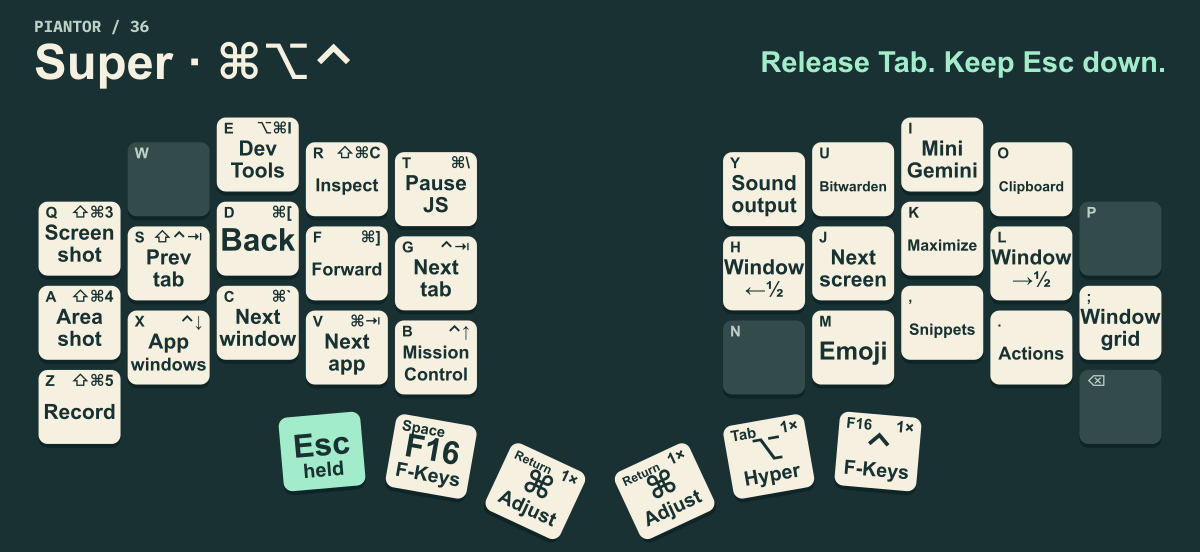 PIANTOR / 36
Super · ⌘⌥⌃
Release Tab. Keep Esc down.
W
E ⌥⌘I
Dev
Tools
R ⇧⌘C
Inspect
T ⌘\
Pause
JS
Q ⇧⌘3
Screen
shot
S ⇧⌃⇥
Prev
tab
D ⌘[
Back
F ⌘]
Forward
G ⌃⇥
Next
tab
A ⇧⌘4
Area
shot
X ⌃↓
App
windows
C ⌘`
Next
window
V ⌘⇥
Next
app
B ⌃↑
Mission
Control
Z ⇧⌘5
Record
Y
Sound
output
U
Bitwarden
I
Mini
Gemini
O
Clipboard
P
H
Window
←½
J
Next
screen
K
Maximize
L
Window
→½
;
Window
grid
N
M
Emoji
,
Snippets
.
Actions
⌫
Esc
held
Space
F16
F-Keys
Return 1×
⌘
Adjust
Return 1×
⌘
Adjust
Tab 1×
⌥
Hyper
F16 1×
⌃
F-Keys